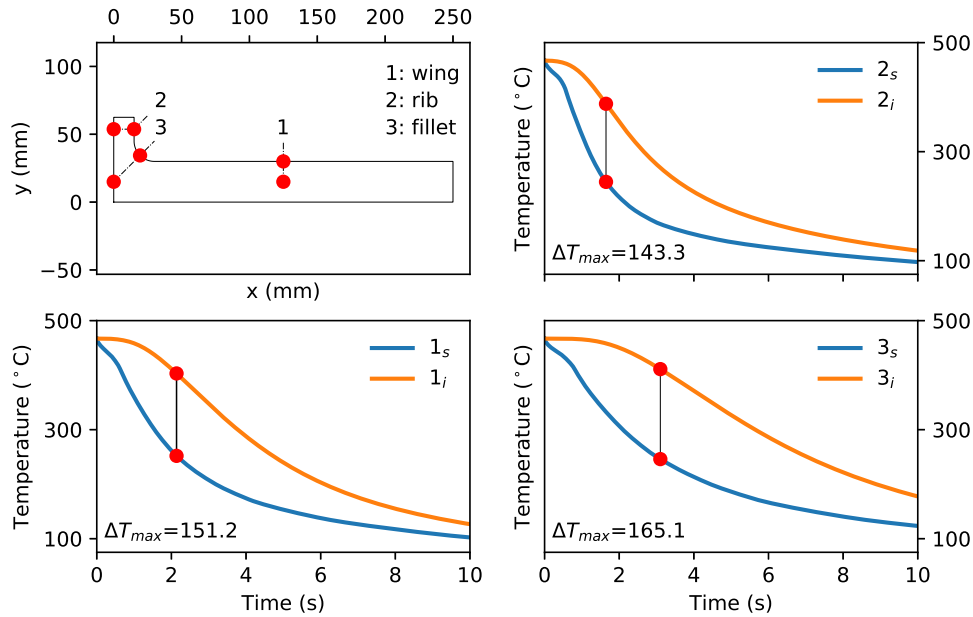 0 50 100 150 200 250
100
50
0
−50
y (mm)
x (mm)
1: wing
2: rib
3: fillet
2
3
1
500
300
100
Temperature (°C)
2s
2i
ΔTmax=143.3
500
300
100
Temperature (°C)
1s
1i
ΔTmax=151.2
0 2 4 6 8 10
Time (s)
500
300
100
Temperature (°C)
3s
3i
ΔTmax=165.1
0 2 4 6 8 10
Time (s)